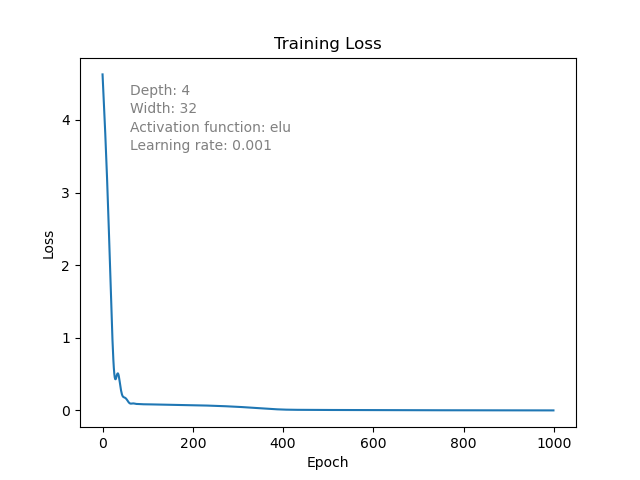 Training Loss
Depth: 4
Width: 32
Activation function: elu
Learning rate: 0.001
4
3
2
1
0
Loss
0 200 400 600 800 1000
Epoch